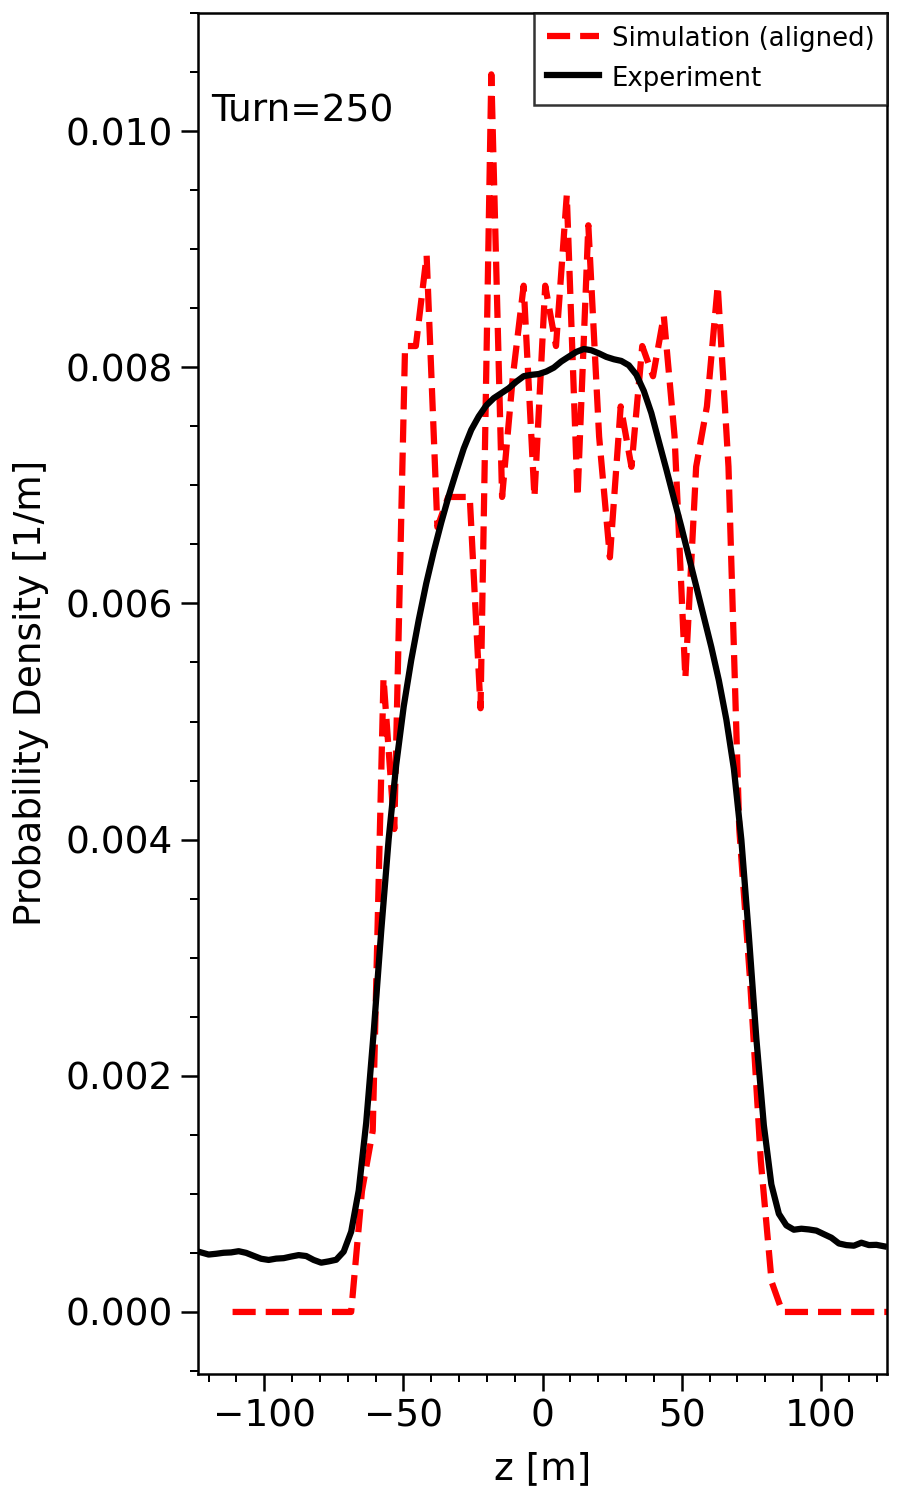 Simulation (aligned)
Experiment
Turn=250
0.010
0.008
0.006
0.004
0.002
0.000
Probability Density [1/m]
−100
−50
0
50
100
z [m]